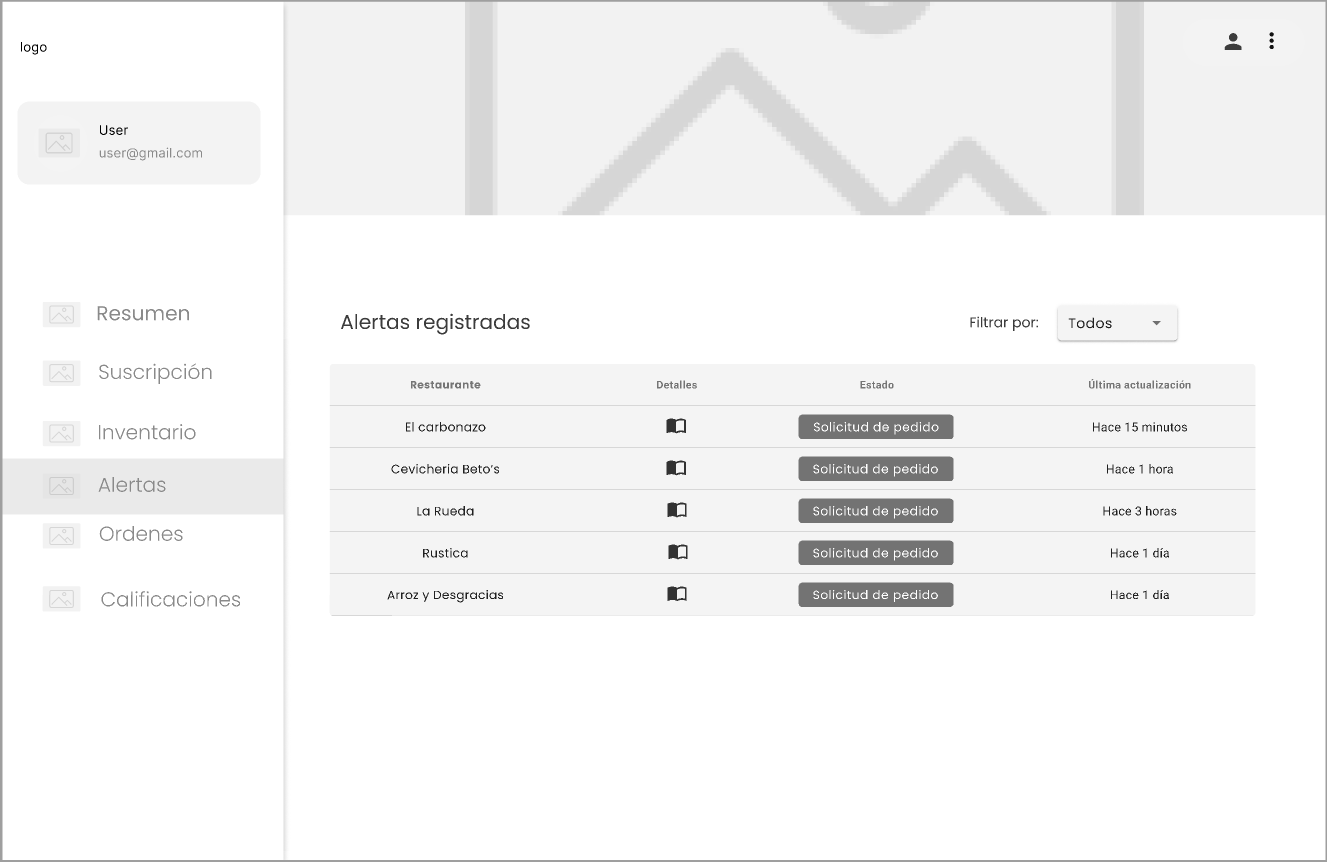 logo
User
user@gmail.com
Resumen
Suscripción
Inventario
Alertas
Ordenes
Calificaciones
Alertas registradas
Filtrar por: Todos
Restaurante Detalles Estado Última actualización
El carbonazo Solicitud de pedido Hace 15 minutos
Cevicheria Beto's Solicitud de pedido Hace 1 hora
La Rueda Solicitud de pedido Hace 3 horas
Rustica Solicitud de pedido Hace 1 día
Arroz y Desgracias Solicitud de pedido Hace 1 día